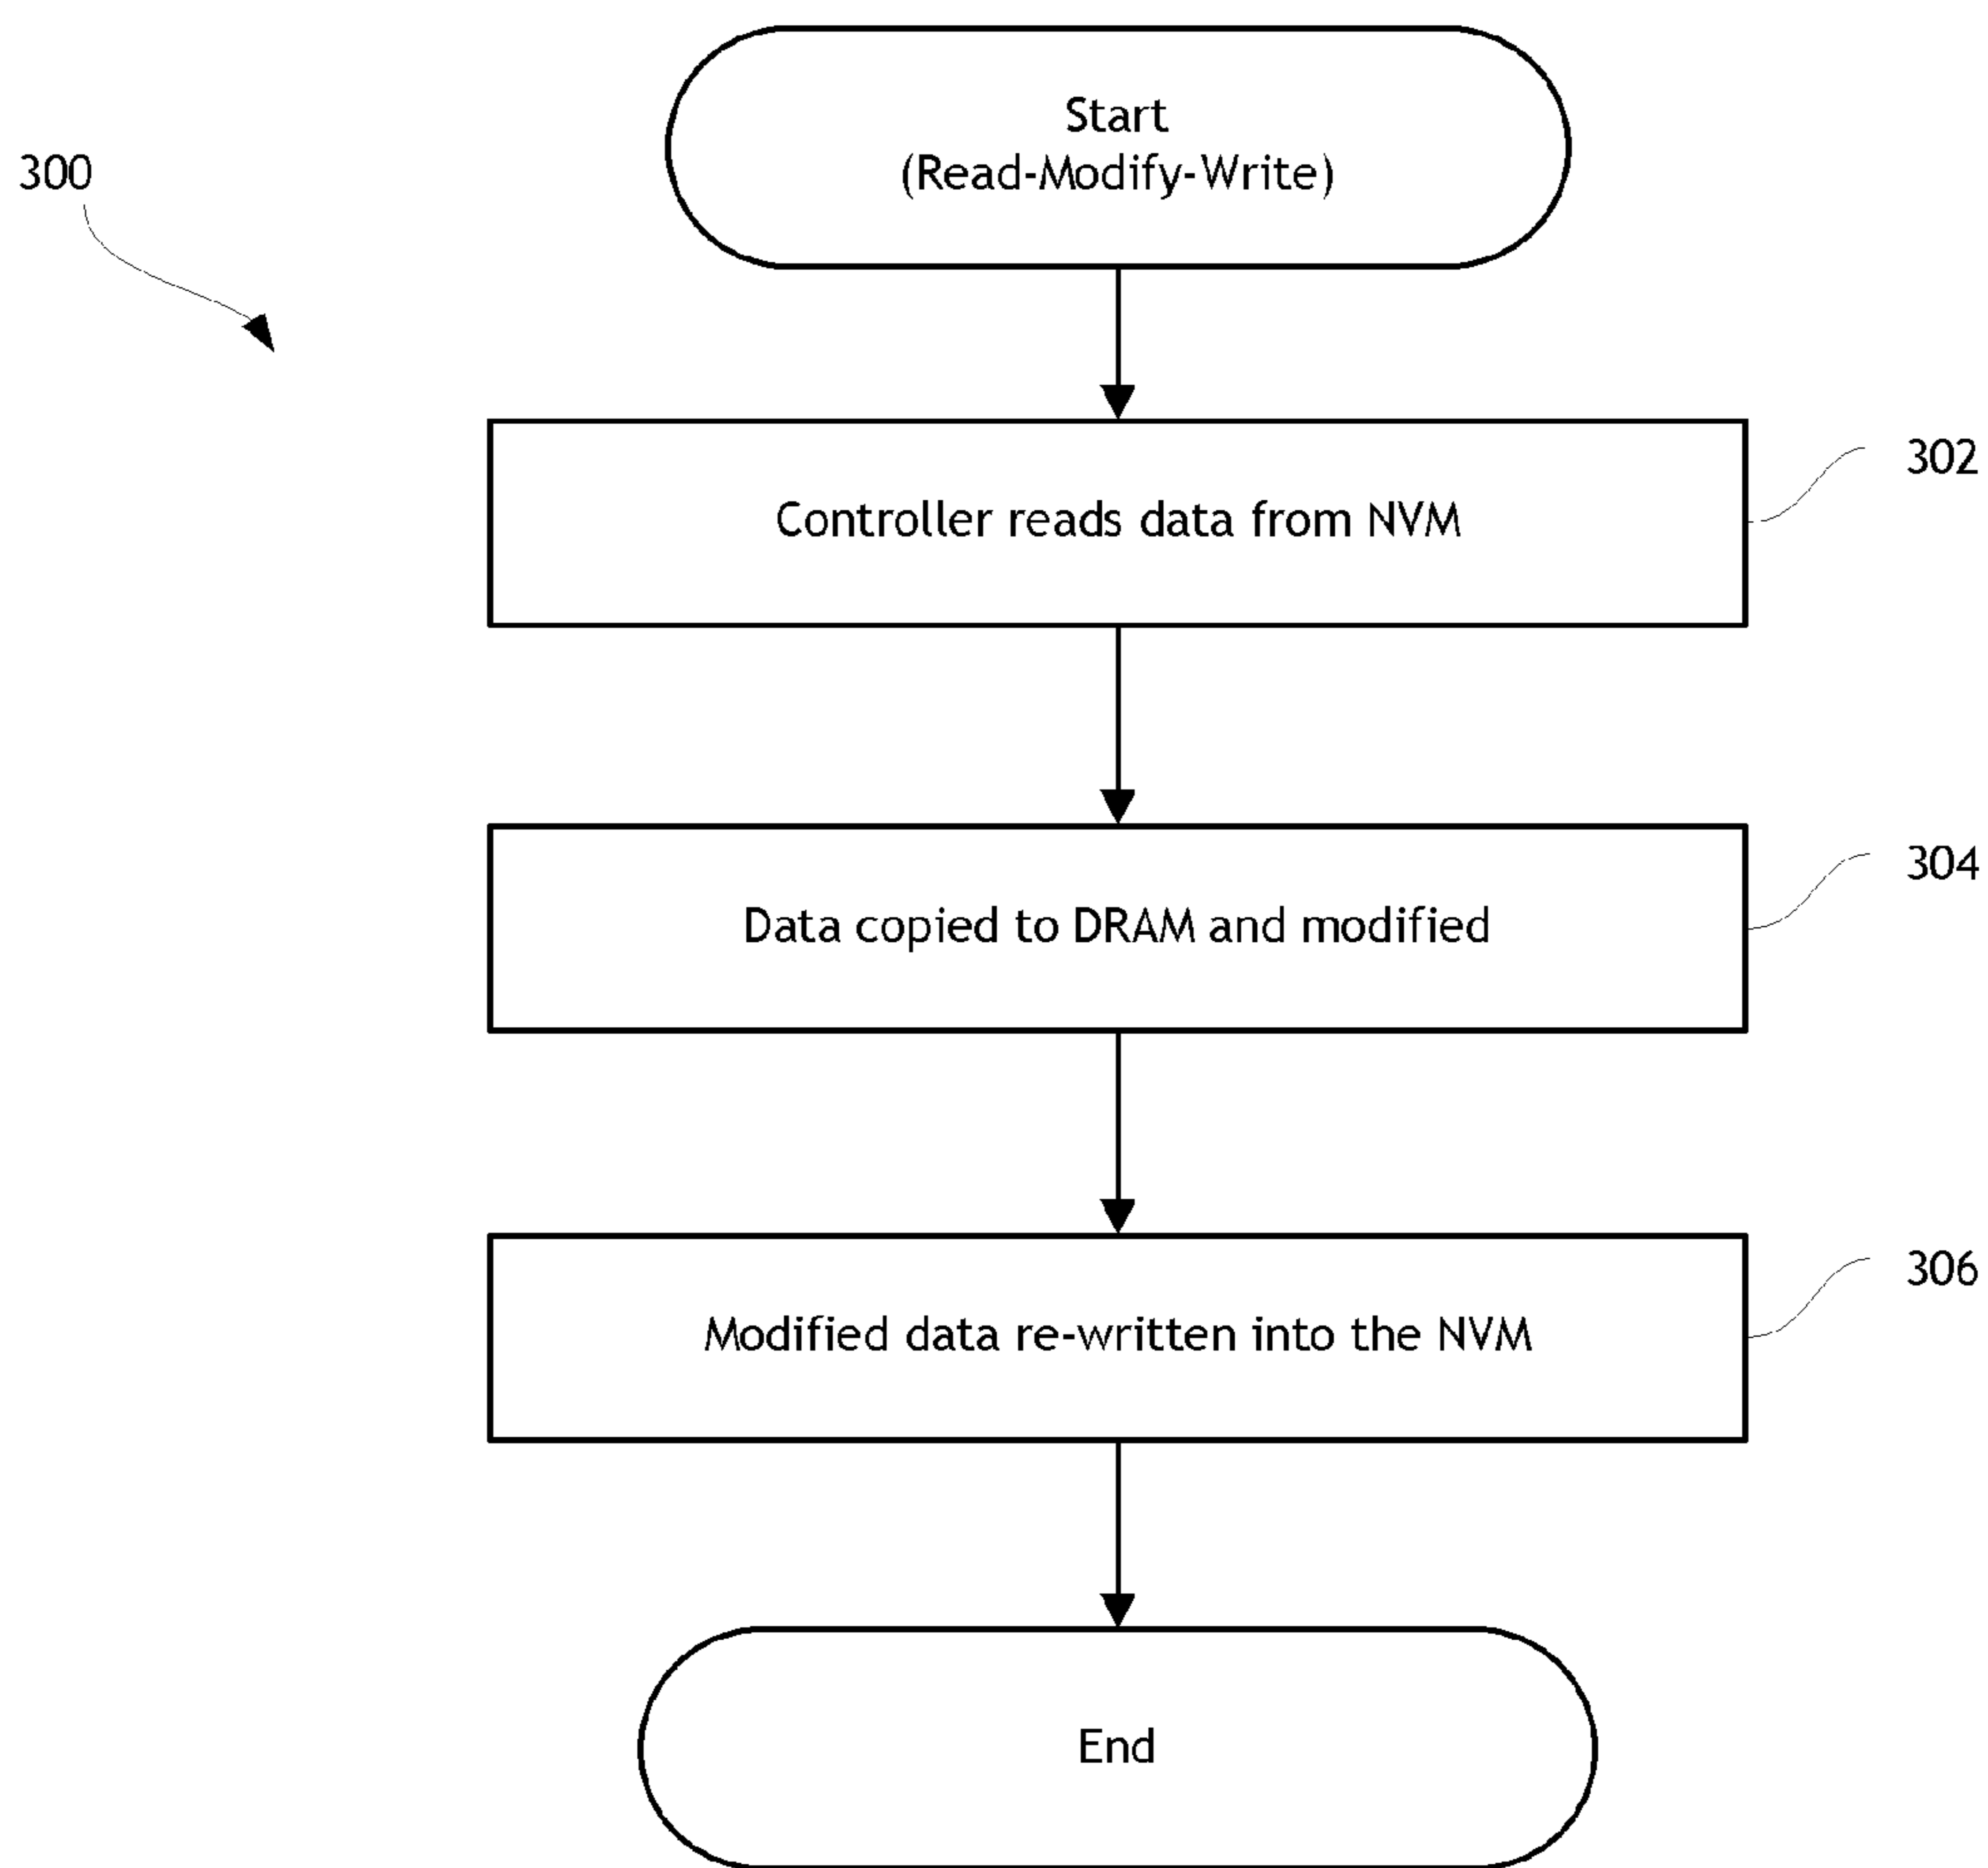 Start
(Read-Modify-Write)
300
Controller reads data from NVM
302
Data copied to DRAM and modified
304
Modified data re-written into the NVM
306
End